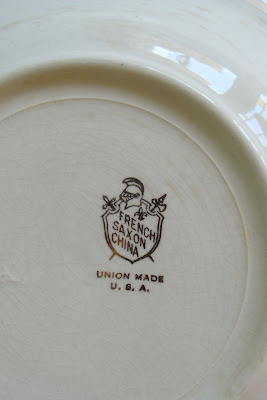 FRENCH
SAXON
CHINA
UNION MADE
U. S. A.